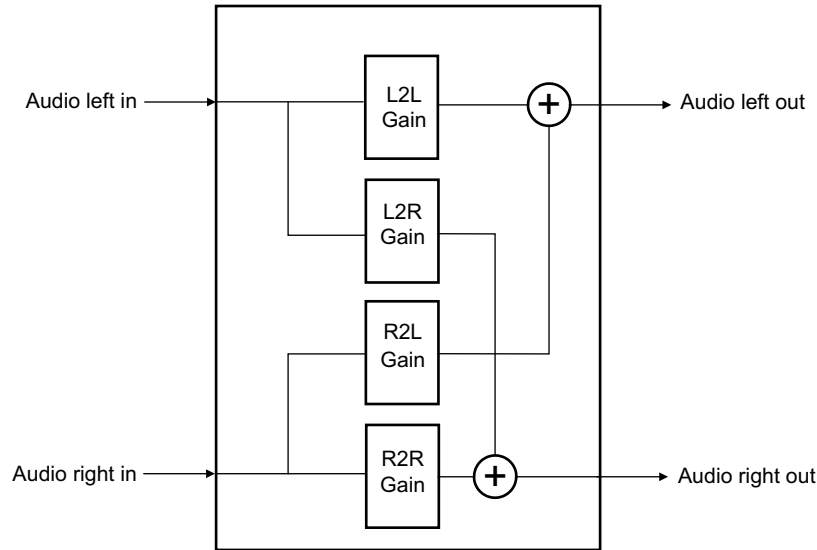 L2L
Gain
+
Audio left in
Audio left out
L2R
Gain
R2L
Gain
R2R
Gain
+
Audio right in
Audio right out